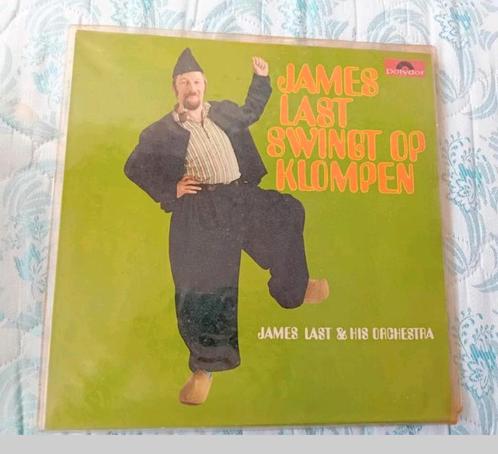 polydor
JAMES
LAST
SWINGT OP
KLOMPEN
JAMES LAST & HIS ORCHESTRA